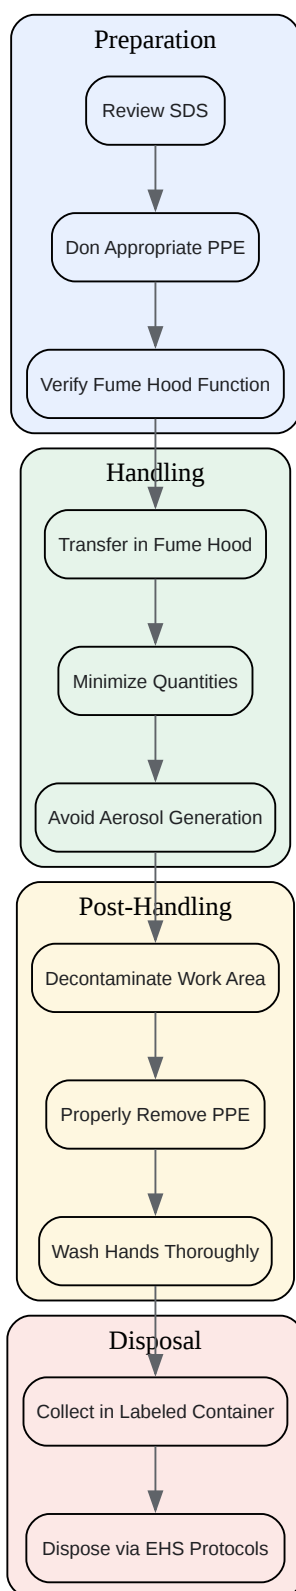 Preparation
Review SDS
Don Appropriate PPE
Verify Fume Hood Function
Handling
Transfer in Fume Hood
Minimize Quantities
Avoid Aerosol Generation
Post-Handling
Decontaminate Work Area
Properly Remove PPE
Wash Hands Thoroughly
Disposal
Collect in Labeled Container
Dispose via EHS Protocols